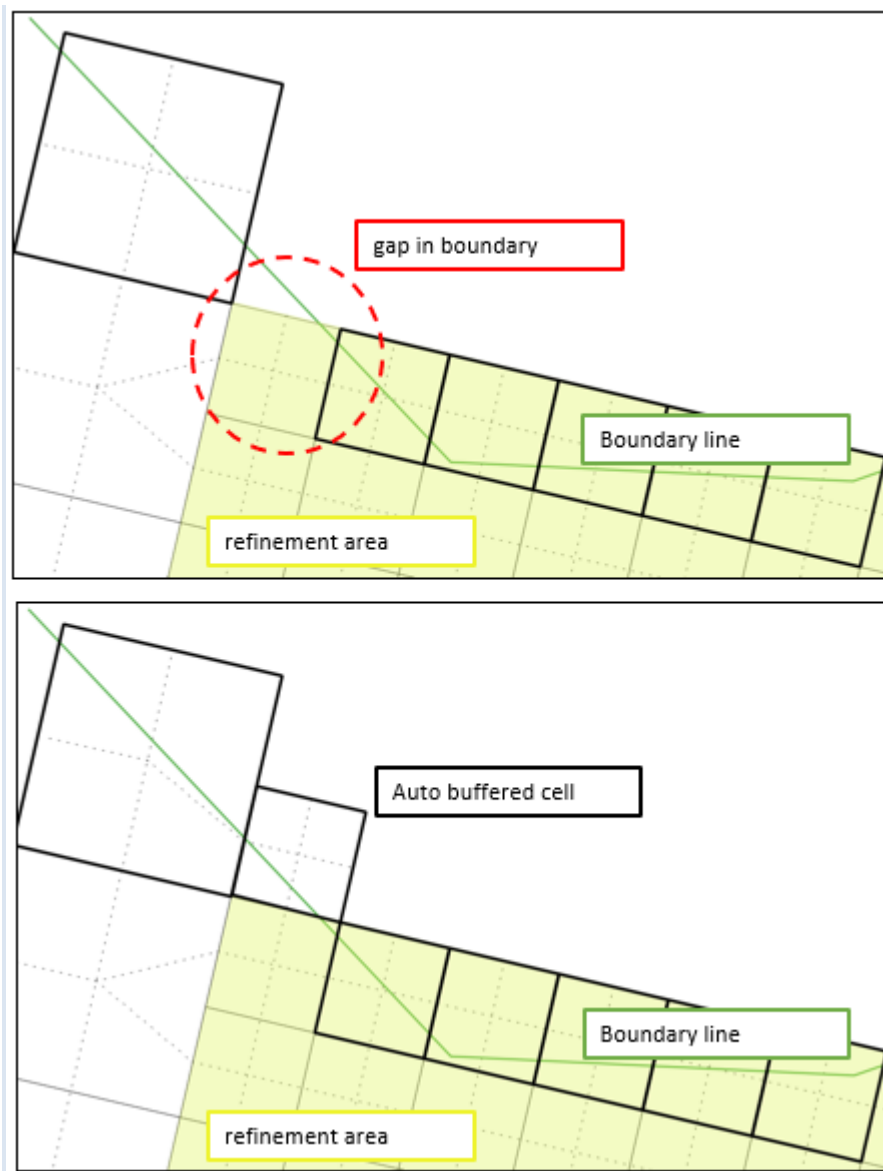 gap in boundary
Boundary line
refinement area
Auto buffered cell
Boundary line
refinement area